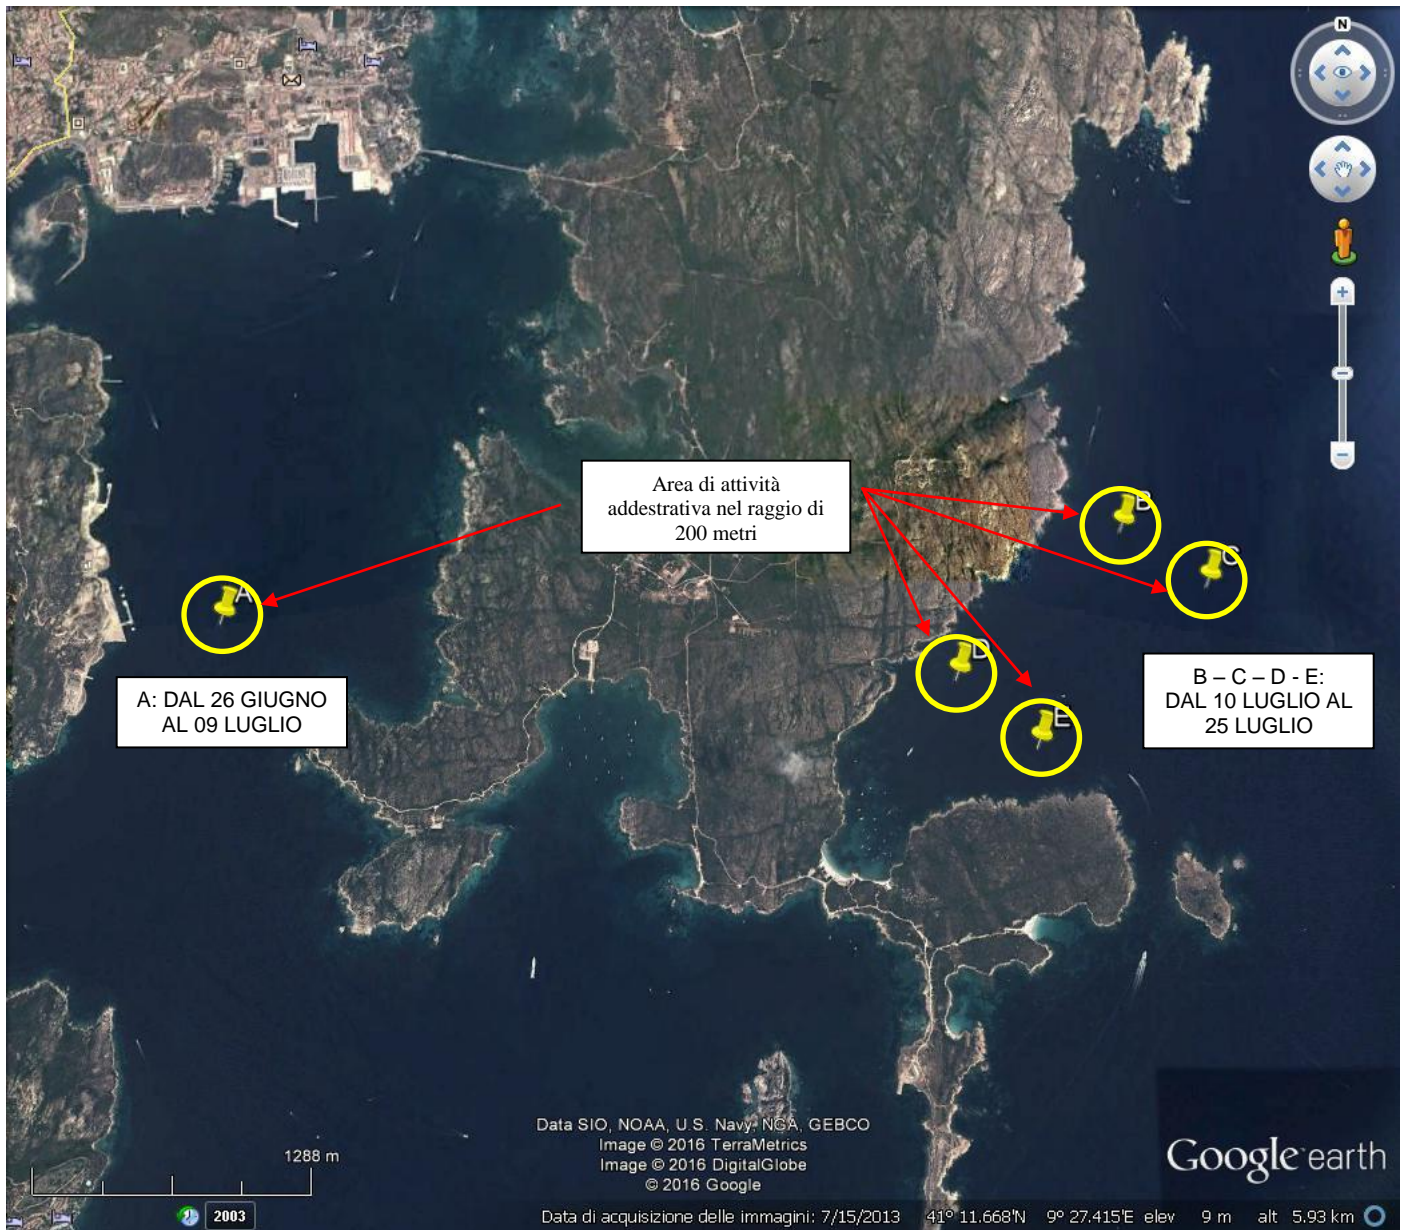 N
Area di attività
addestrativa nel raggio di
200 metri
B
C
A
D
E
A: DAL 26 GIUGNO
AL 09 LUGLIO
B – C – D - E:
DAL 10 LUGLIO AL
25 LUGLIO
Data SIO, NOAA, U.S. Navy, NGA, GEBCO
Image © 2016 TerraMetrics
Image © 2016 DigitalGlobe
© 2016 Google
Google earth
1288 m
2003
Data di acquisizione delle immagini: 7/15/2013 41° 11.668'N 9° 27.415'E elev 9 m alt 5.93 km